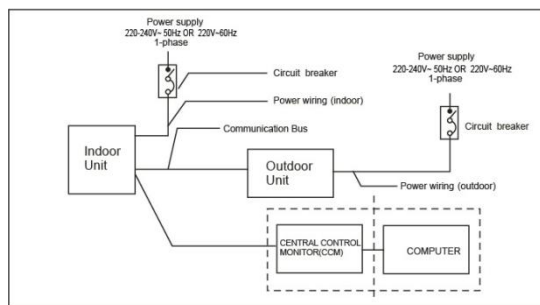 Power supply
220-240V~ 50Hz OR 220V~60Hz
1-phase
Circuit breaker
Power wiring (indoor)
Communication Bus
Indoor
Unit
Outdoor
Unit
Power supply
220-240V~ 50Hz OR 220V~60Hz
1-phase
Circuit breaker
Power wiring (outdoor)
CENTRAL CONTROL
MONITOR(CCM)
COMPUTER